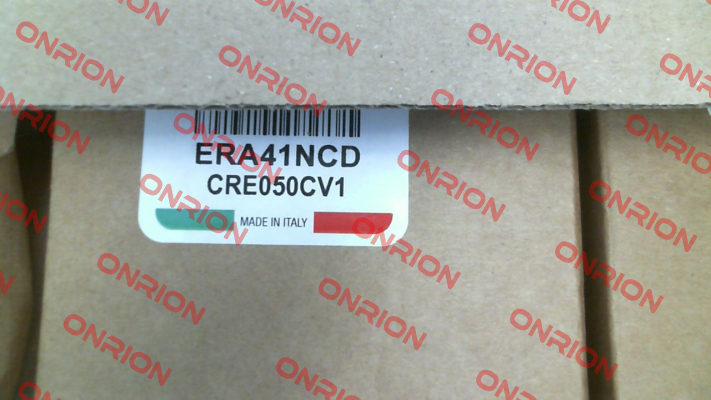 ERA41NCD
CRE050CV1
MADE IN ITALY
ONRION